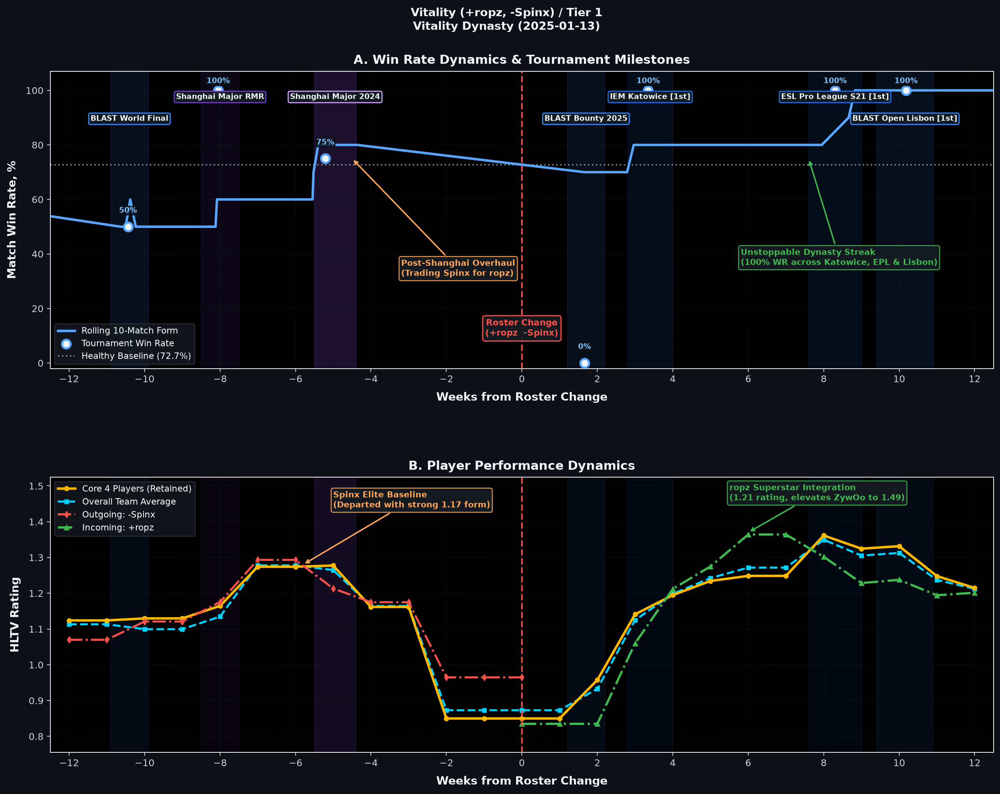 Vitality (+ropz, -Spinx) / Tier 1
Vitality Dynasty (2025-01-13)
A. Win Rate Dynamics & Tournament Milestones
Match Win Rate, %
100
80
60
40
20
0
100%
100%
100%
100%
Shanghai Major RMR
Shanghai Major 2024
IEM Katowice [1st]
ESL Pro League S21 [1st]
BLAST World Final
BLAST Bounty 2025
BLAST Open Lisbon [1st]
75%
50%
Post-Shanghai Overhaul
(Trading Spinx for ropz)
Unstoppable Dynasty Streak
(100% WR across Katowice, EPL & Lisbon)
Roster Change
(+ropz  -Spinx)
0%
Rolling 10-Match Form
Tournament Win Rate
Healthy Baseline (72.7%)
−12
−10
−8
−6
−4
−2
0
2
4
6
8
10
12
Weeks from Roster Change
B. Player Performance Dynamics
HLTV Rating
1.5
1.4
1.3
1.2
1.1
1.0
0.9
0.8
Core 4 Players (Retained)
Overall Team Average
Outgoing: -Spinx
Incoming: +ropz
Spinx Elite Baseline
(Departed with strong 1.17 form)
ropz Superstar Integration
(1.21 rating, elevates ZywOo to 1.49)
−12
−10
−8
−6
−4
−2
0
2
4
6
8
10
12
Weeks from Roster Change